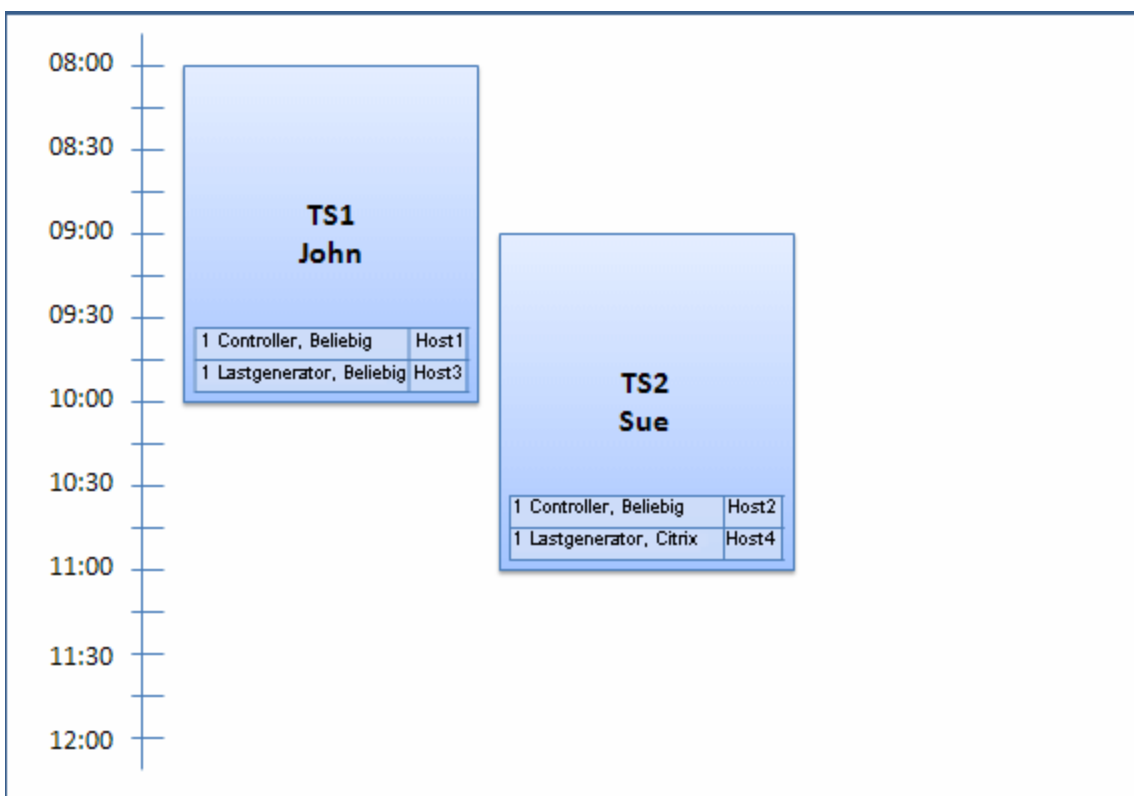 08:00
08:30
09:00
09:30
10:00
10:30
11:00
11:30
12:00
TS1
John
1 Controller, Beliebig Host1
1 Lastgenerator, Beliebig Host3
TS2
Sue
1 Controller, Beliebig Host2
1 Lastgenerator, Citrix Host4